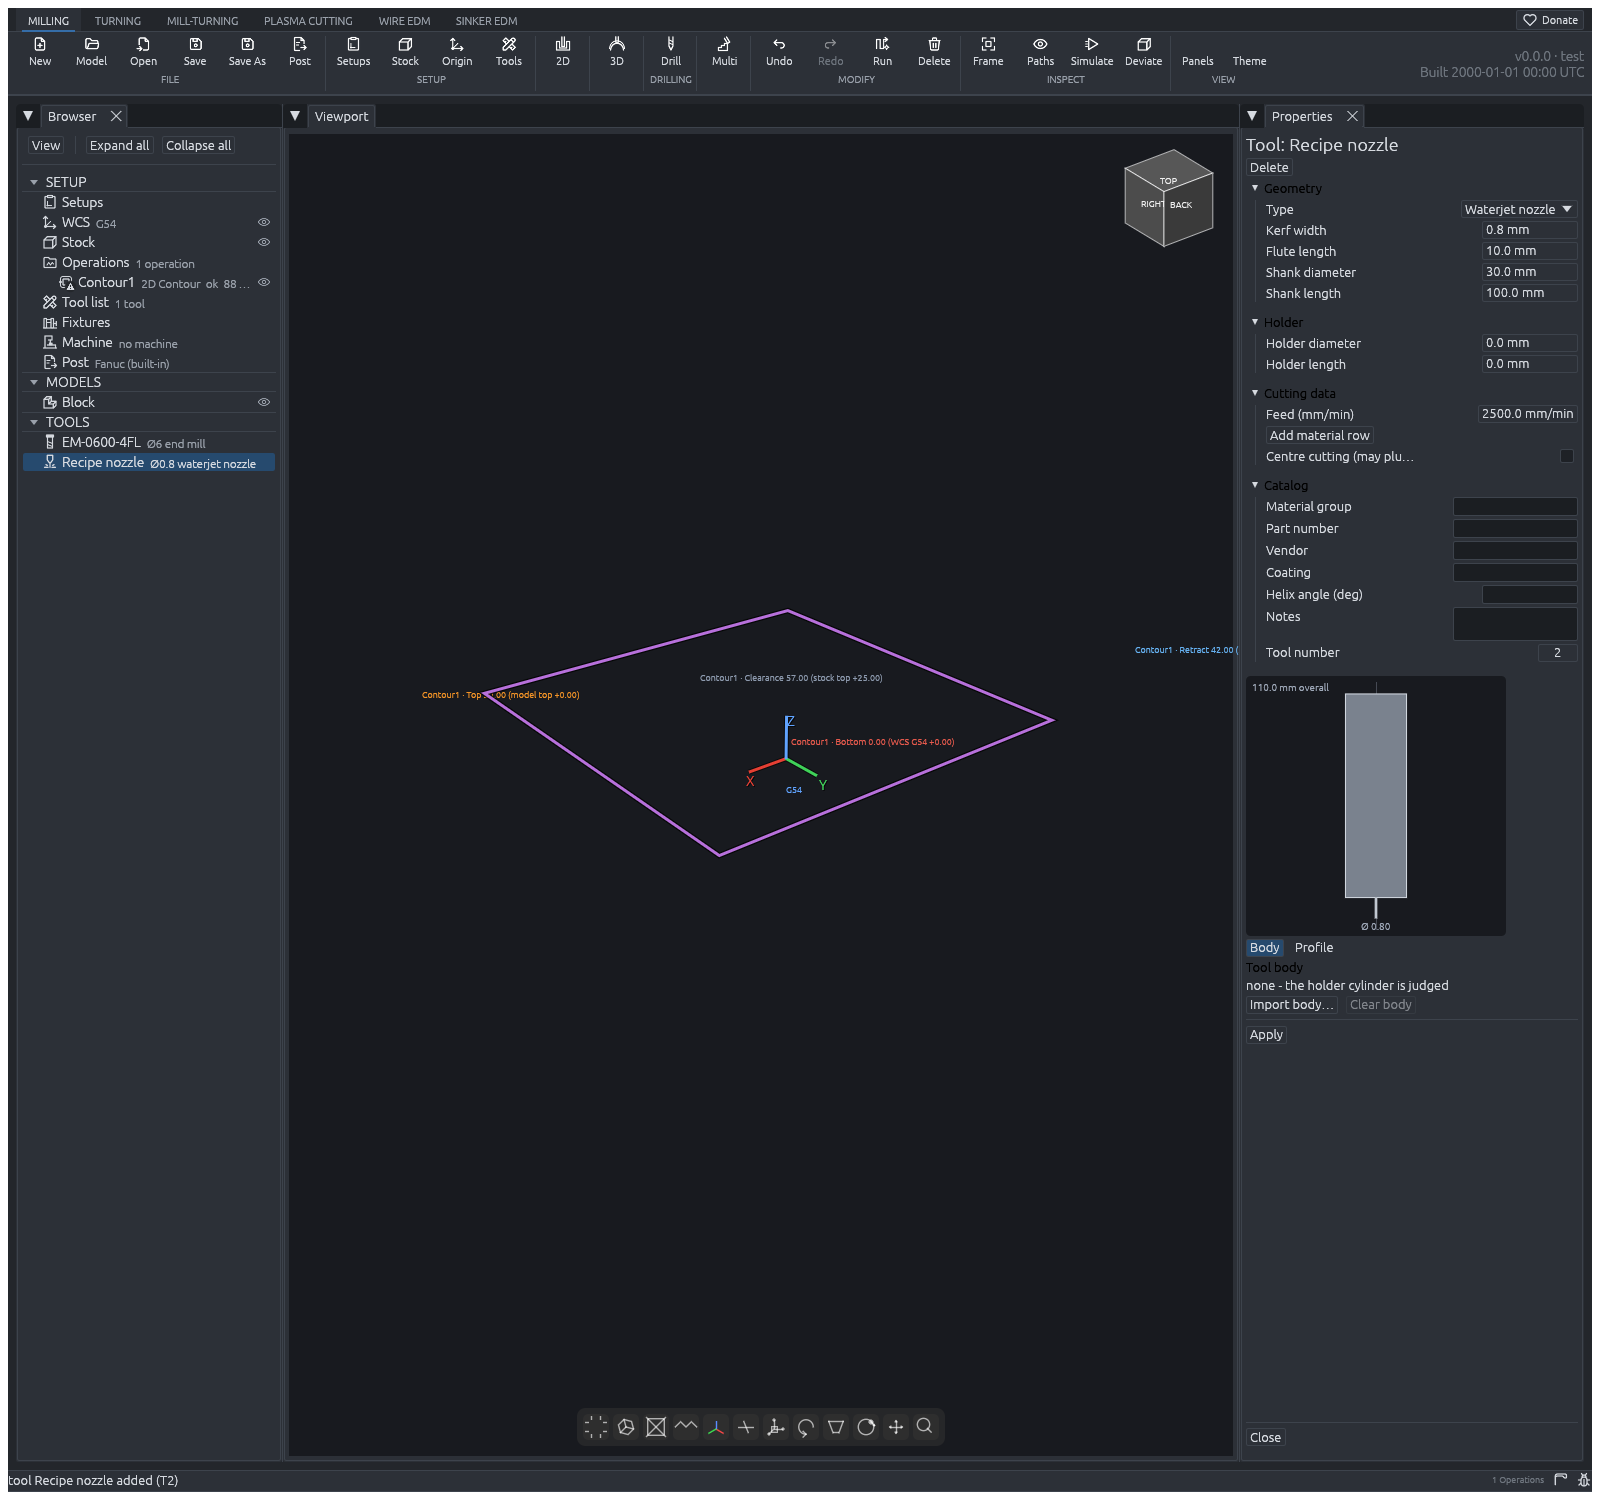 MILLING TURNING MILL-TURNING PLASMA CUTTING WIRE EDM SINKER EDM Donate
New Model Open Save Save As Post Setups Stock Origin Tools 2D 3D Drill Multi Undo Redo Run Delete Frame Paths Simulate Deviate Panels Theme
FILE SETUP DRILLING MODIFY INSPECT VIEW
v0.0.0 · test
Built 2000-01-01 00:00 UTC
Browser
View Expand all Collapse all
SETUP
Setups
WCS G54
Stock
Operations 1 operation
Contour1 2D Contour ok 88 ...
Tool list 1 tool
Fixtures
Machine no machine
Post Fanuc (built-in)
MODELS
Block
TOOLS
EM-0600-4FL Ø6 end mill
Recipe nozzle Ø0.8 waterjet nozzle
Viewport
TOP
RIGHT BACK
Contour1 · Retract 42.00 (
Contour1 · Clearance 57.00 (stock top +25.00)
Contour1 · Top .00 (model top +0.00)
Z
Contour1 · Bottom 0.00 (WCS G54 +0.00)
X Y
G54
Properties
Tool: Recipe nozzle
Delete
Geometry
Type Waterjet nozzle
Kerf width 0.8 mm
Flute length 10.0 mm
Shank diameter 30.0 mm
Shank length 100.0 mm
Holder
Holder diameter 0.0 mm
Holder length 0.0 mm
Cutting data
Feed (mm/min) 2500.0 mm/min
Add material row
Centre cutting (may plu...
Catalog
Material group
Part number
Vendor
Coating
Helix angle (deg)
Notes
Tool number 2
110.0 mm overall
Ø 0.80
Body Profile
Tool body
none - the holder cylinder is judged
Import body... Clear body
Apply
Close
tool Recipe nozzle added (T2)
1 Operations